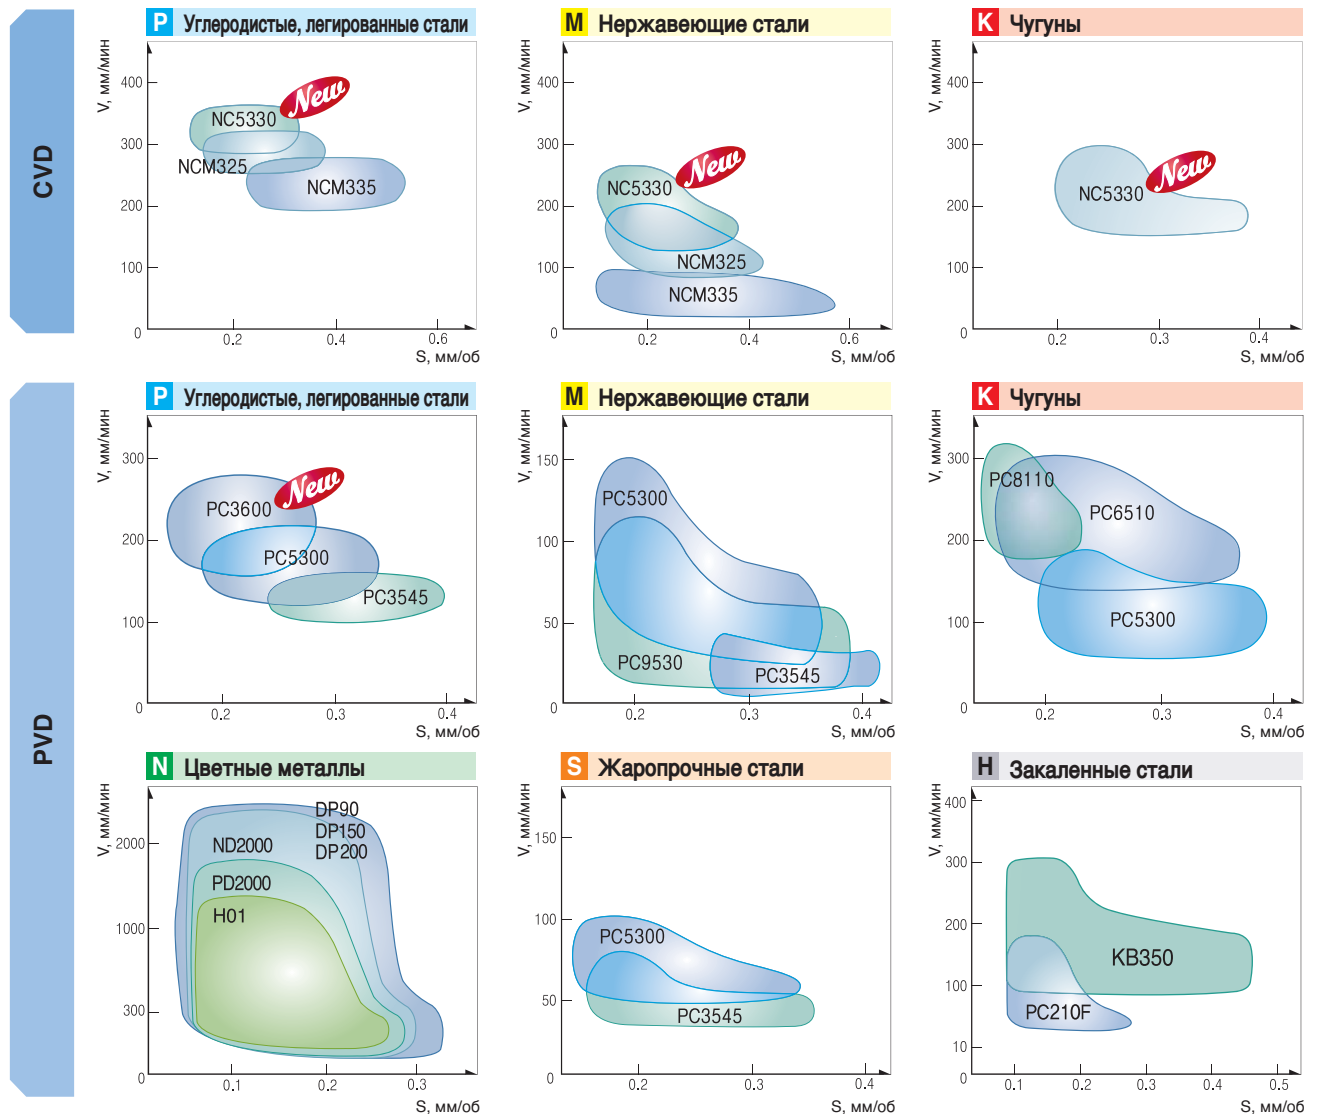 CVD
P Углеродистые, легированные стали
V, мм/мин
400
300
200
100
0
NC5330
New
NCM325
NCM335
0.2
0.4
0.6
S, мм/об
M Нержавеющие стали
V, мм/мин
400
300
200
100
0
NC5330
New
NCM325
NCM335
0.2
0.4
0.6
S, мм/об
K Чугуны
V, мм/мин
400
300
200
100
0
NC5330
New
0.2
0.3
0.4
S, мм/об
PVD
P Углеродистые, легированные стали
V, мм/мин
300
200
100
0
PC3600
New
PC5300
PC3545
0.2
0.3
0.4
S, мм/об
M Нержавеющие стали
V, мм/мин
150
100
50
0
PC5300
PC9530
PC3545
0.2
0.3
0.4
S, мм/об
K Чугуны
V, мм/мин
300
200
100
0
PC8110
PC6510
PC5300
0.2
0.3
0.4
S, мм/об
N Цветные металлы
V, мм/мин
2000
1000
300
0
DP90
DP150
DP200
ND2000
PD2000
H01
0.1
0.2
0.3
S, мм/об
S Жаропрочные стали
V, мм/мин
150
100
50
0
PC5300
PC3545
0.2
0.3
0.4
S, мм/об
H Закаленные стали
V, мм/мин
400
300
200
100
10
0
KB350
PC210F
0.1
0.2
0.3
0.4
0.5
S, мм/об